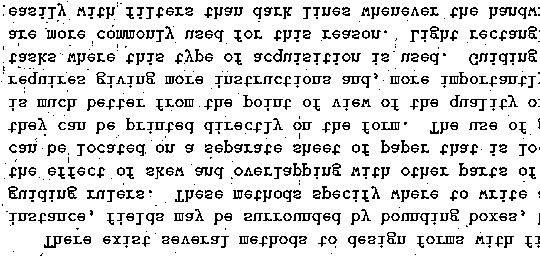 There exist several methods to design forms with fi
instance, fields may be surrounded by bounding boxes,
guiding rulers. These methods specify where to write
the effect of skew and overlapping with other parts of
can be located on a separate sheet of paper that is lo
they can be printed directly on the form. The use of
is much better from the point of view of the quality o
requires giving more instructions and, more importantly
tasks where this type of acquisition is used. Guiding
are more commonly used for this reason. Light rectang
easily with filters than dark lines whenever the handw